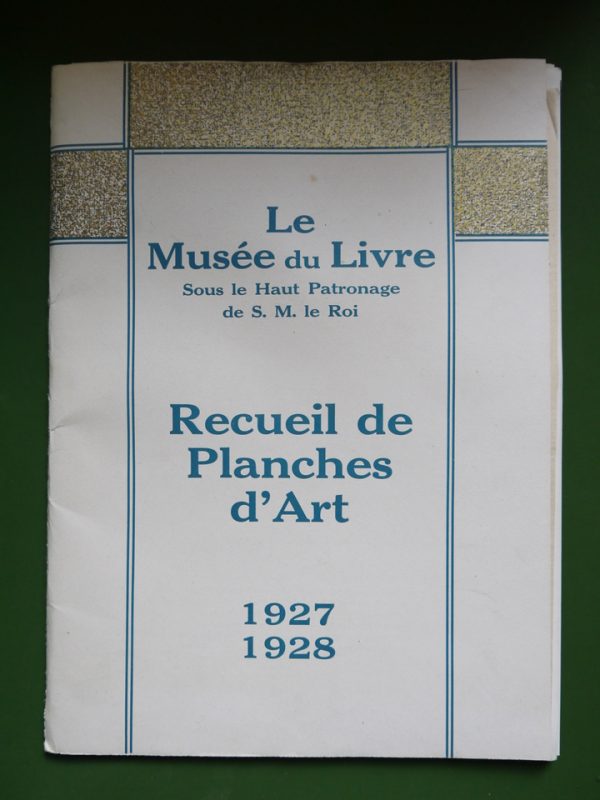 Le
Musée du Livre
Sous le Haut Patronage
de S. M. le Roi
Recueil de
Planches
d'Art
1927
1928